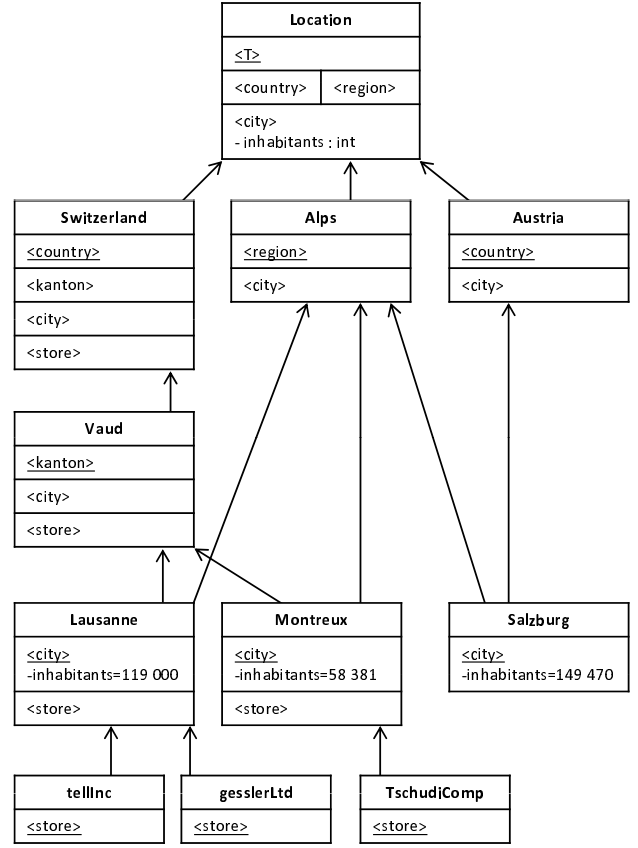 Location
<T>
<country> <region>
<city>
- inhabitants : int
Switzerland
<country>
<kanton>
<city>
<store>
Alps
<region>
<city>
Austria
<country>
<city>
Vaud
<kanton>
<city>
<store>
Lausanne
<city>
-inhabitants=119 000
<store>
Montreux
<city>
-inhabitants=58 381
<store>
Salzburg
<city>
-inhabitants=149 470
tellInc
<store>
gesslerLtd
<store>
TschudiComp
<store>